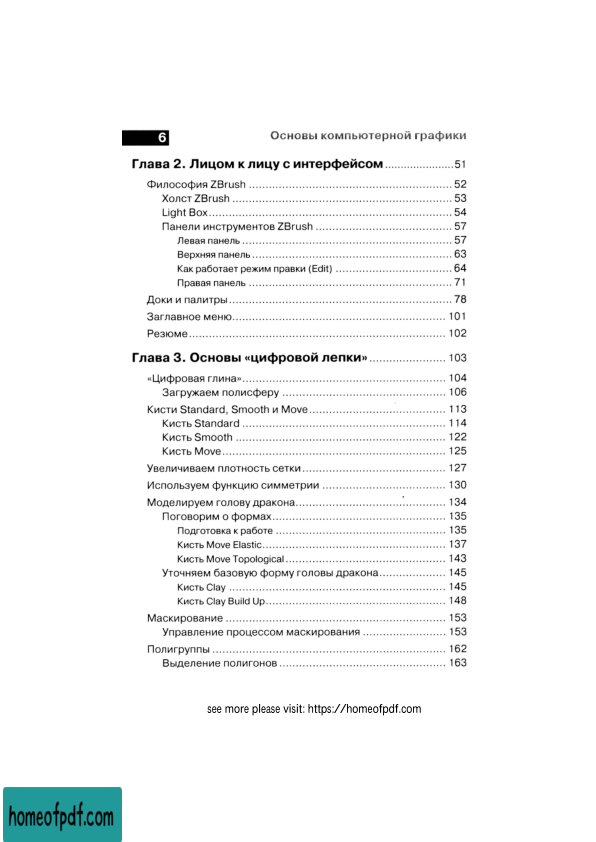 6 Основы компьютерной графики
Глава 2. Лицом к лицу с интерфейсом......................51
Философия ZBrush .................................................... 52
Холст ZBrush ........................................................ 53
Light Box.............................................................. 54
Панели инструментов ZBrush ................................... 57
Левая панель ...................................................... 57
Верхняя панель................................................... 63
Как работает режим правки (Edit) .............................. 64
Правая панель .................................................... 71
Доки и палитры......................................................... 78
Заглавное меню...................................................... 101
Резюме................................................................. 102
Глава 3. Основы «цифровой лепки»........................ 103
«Цифровая глина».................................................... 104
Загружаем полисферу .......................................... 106
Кисти Standard, Smooth и Move................................... 113
Кисть Standard .................................................... 114
Кисть Smooth ...................................................... 122
Кисть Move......................................................... 125
Увеличиваем плотность сетки..................................... 127
Используем функцию симметрии ................................ 130
Моделируем голову дракона....................................... 134
Поговорим о формах............................................ 135
Подготовка к работе ........................................... 135
Кисть Move Elastic............................................... 137
Кисть Move Topological......................................... 143
Уточняем базовую форму головы дракона................. 145
Кисть Clay ........................................................ 145
Кисть Clay Build Up.............................................. 148
Маскирование ........................................................ 153
Управление процессом маскирования ..................... 153
Полигруппы ........................................................... 162
Выделение полигонов........................................... 163
see more please visit: https://homeofpdf.com
homeofpdf.com